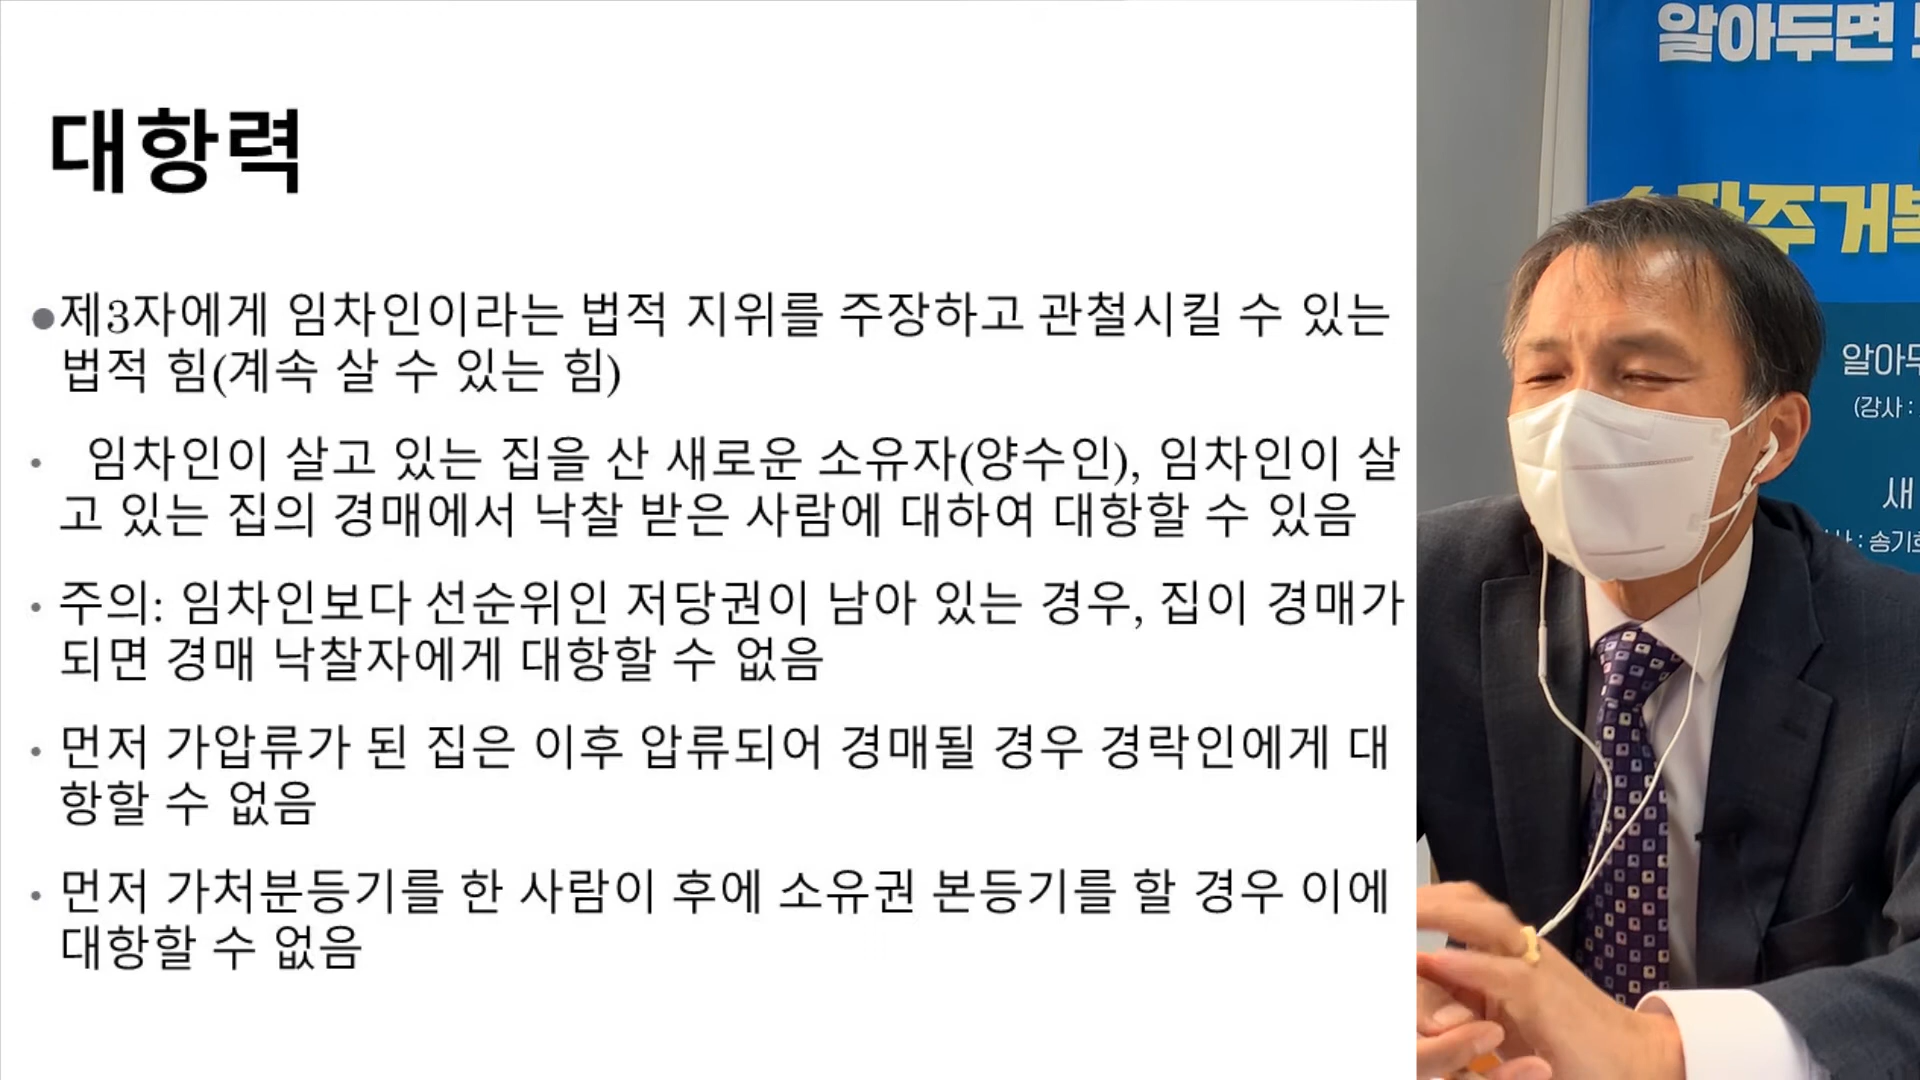 대항력
●제3자에게 임차인이라는 법적 지위를 주장하고 관철시킬 수 있는
법적 힘(계속 살 수 있는 힘)
• 임차인이 살고 있는 집을 산 새로운 소유자(양수인), 임차인이 살
고 있는 집의 경매에서 낙찰 받은 사람에 대하여 대항할 수 있음
• 주의: 임차인보다 선순위인 저당권이 남아 있는 경우, 집이 경매가
되면 경매 낙찰자에게 대항할 수 없음
• 먼저 가압류가 된 집은 이후 압류되어 경매될 경우 경락인에게 대
항할 수 없음
• 먼저 가처분등기를 한 사람이 후에 소유권 본등기를 할 경우 이에
대항할 수 없음
알아두면
주거복
알아두
(강사 :
새
: 송기호